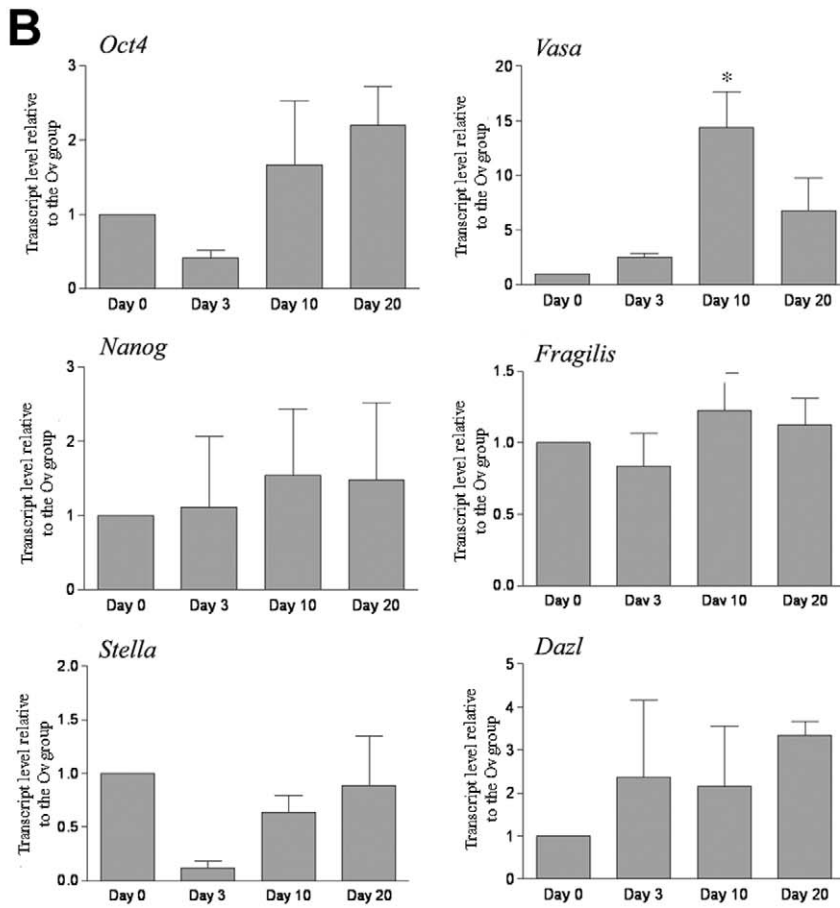 B
Oct4
Transcript level relative
to the Ov group
3
2
1
0
Day 0 Day 3 Day 10 Day 20
Vasa
Transcript level relative
to the Ov group
20
15
10
5
0
*
Day 0 Day 3 Day 10 Day 20
Nanog
Transcript level relative
to the Ov group
3
2
1
0
Day 0 Day 3 Day 10 Day 20
Fragilis
Transcript level relative
to the Ov group
1.5
1.0
0.5
0.0
Day 0 Day 3 Day 10 Day 20
Stella
Transcript level relative
to the Ov group
2.0
1.5
1.0
0.5
0.0
Day 0 Day 3 Day 10 Day 20
Dazl
Transcript level relative
to the Ov group
5
4
3
2
1
0
Day 0 Day 3 Day 10 Day 20